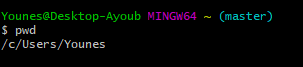 Younes@Desktop-Ayoub MINGW64 ~ (master)
$ pwd
/c/Users/Younes